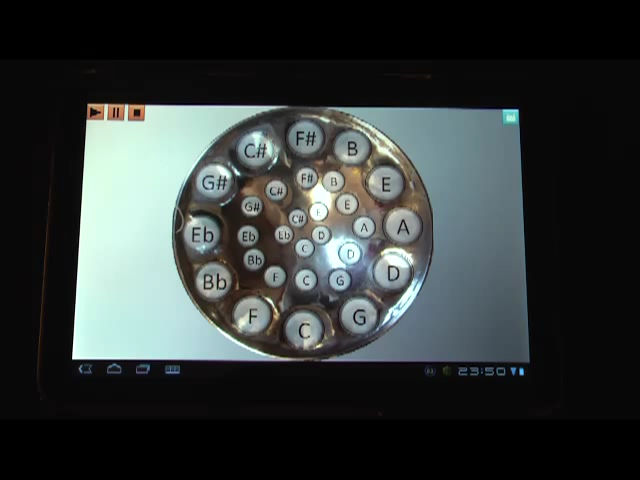 F#
C# B
G# E
F# B
C# E
G#
C# E
Eb A
Eb Eb D A
C
Bb D
Bb D
F C G
F G
C
23:50